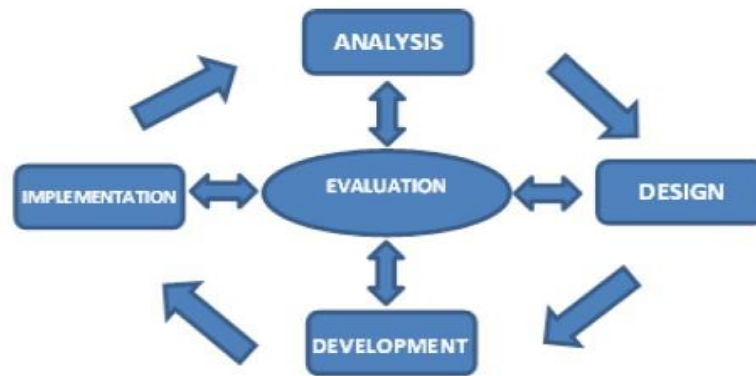 ANALYSIS
IMPLEMENTATION
EVALUATION
DESIGN
DEVELOPMENT